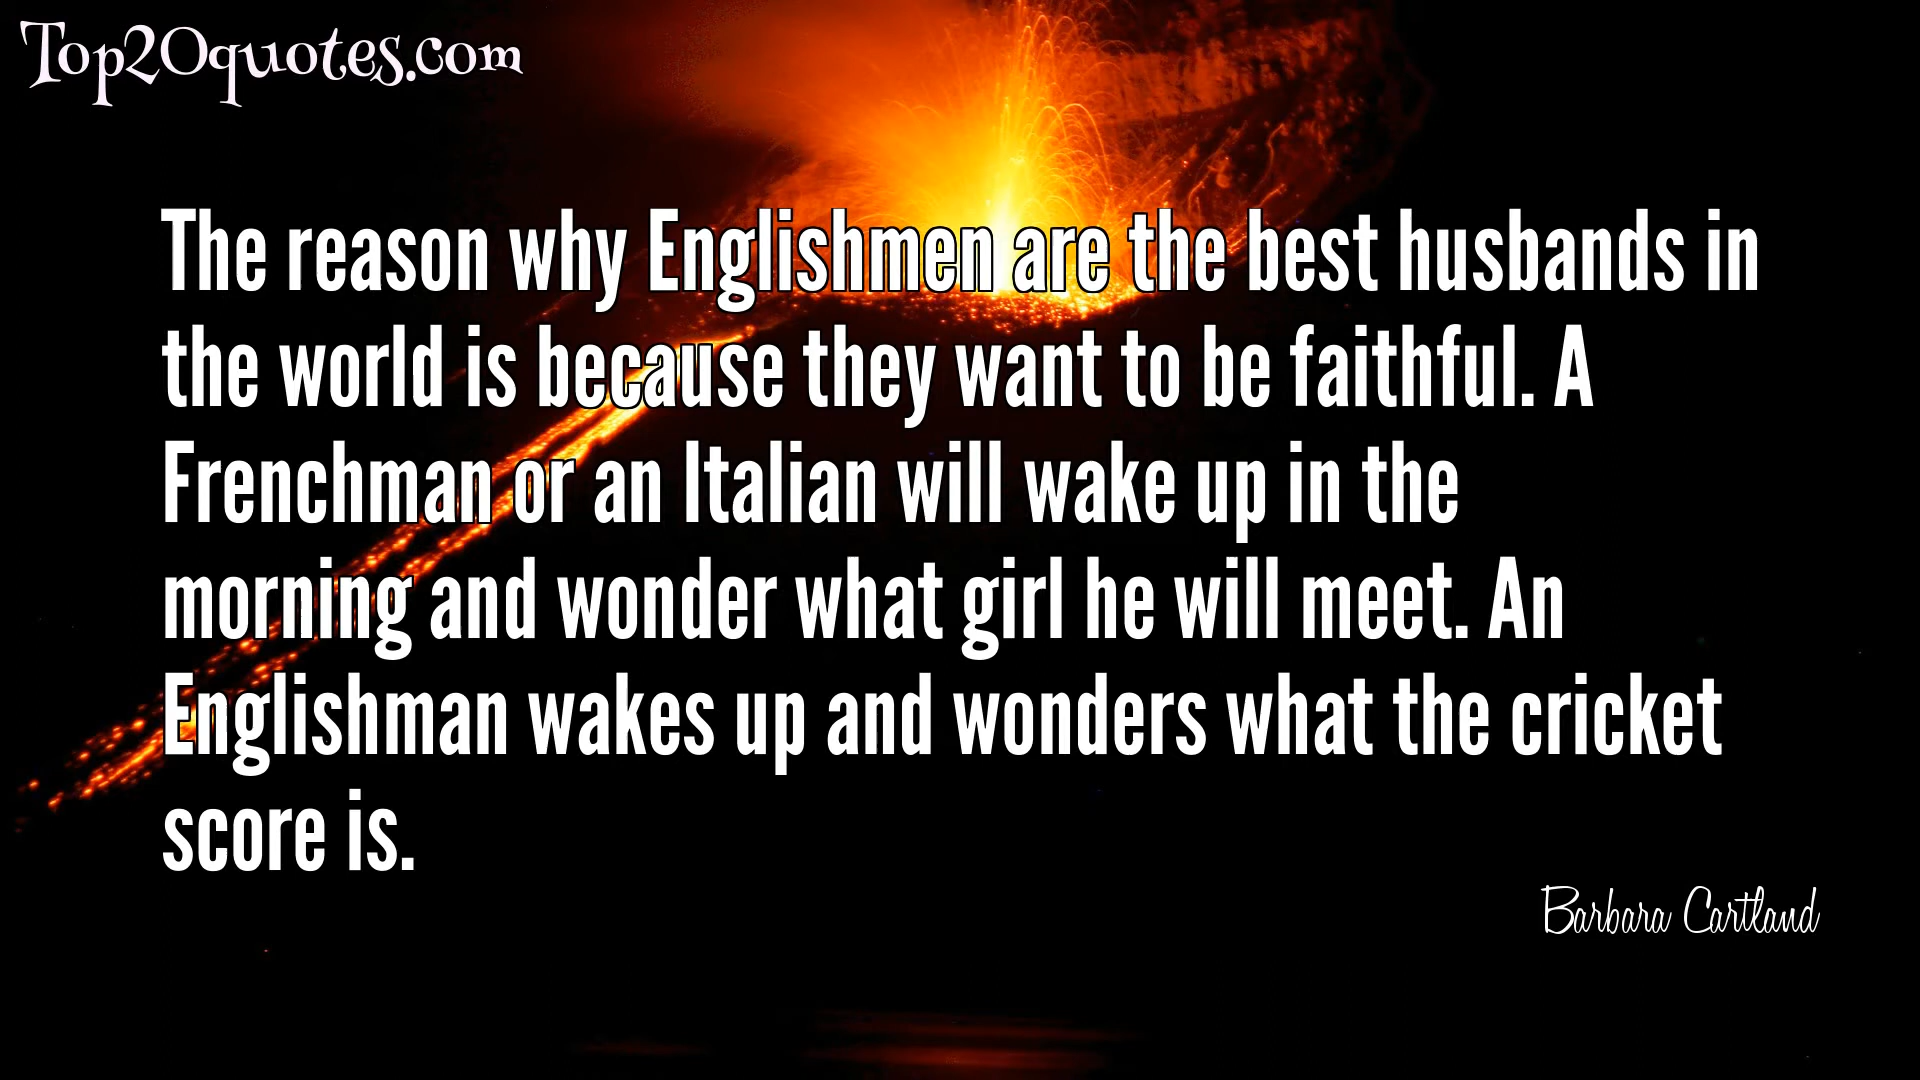 Top20quotes.com
The reason why Englishmen are the best husbands in
the world is because they want to be faithful. A
Frenchman or an Italian will wake up in the
morning and wonder what girl he will meet. An
Englishman wakes up and wonders what the cricket
score is.
Barbara Cartland